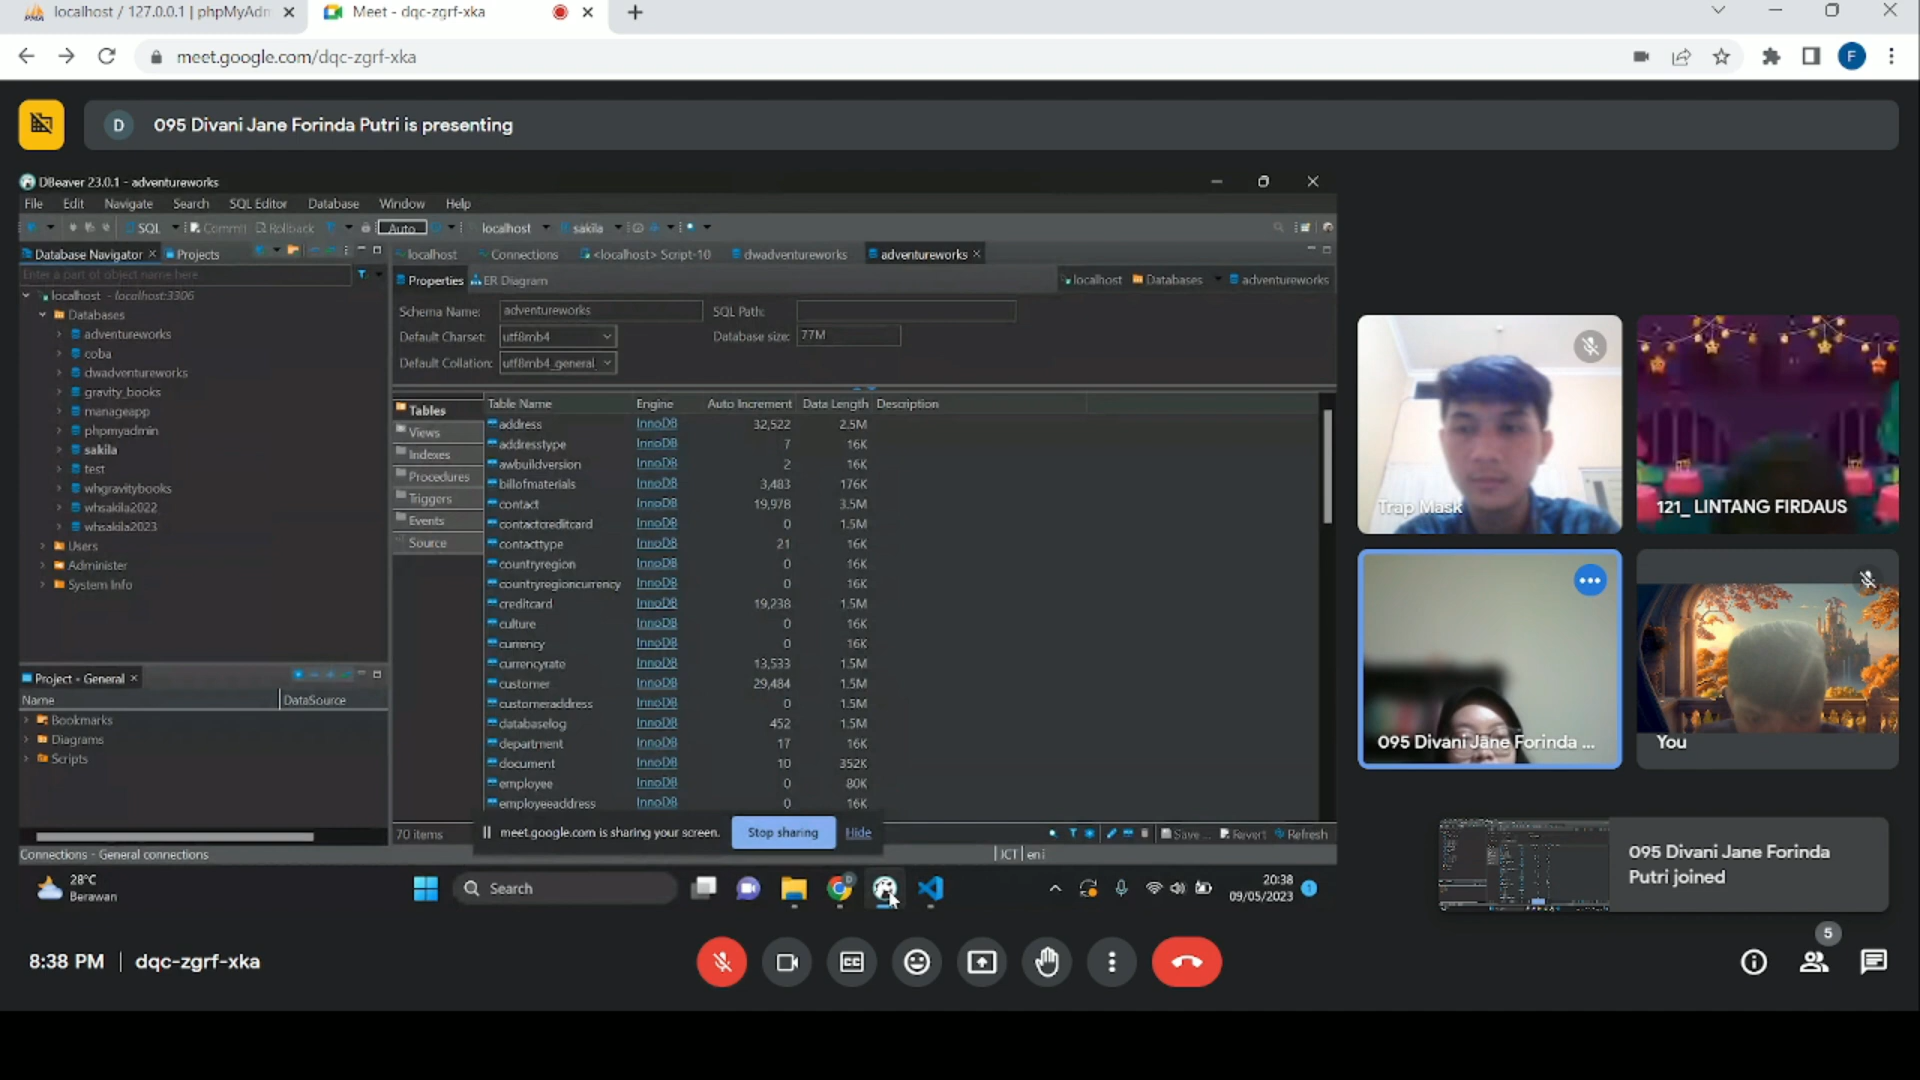 localhost / 127.0.0.1 | phpMyAdm
Meet - dqc-zgrf-xka
meet.google.com/dqc-zgrf-xka
F
D
095 Divani Jane Forinda Putri is presenting
DBeaver 23.0.1 - adventureworks
File Edit Navigate Search SQL Editor Database Window Help
SQL Commit Rollback Auto localhost sakila
Database Navigator Projects
localhost Connections <localhost> Script-10 dwadventureworks adventureworks
Enter a part of object name here
Properties ER Diagram localhost Databases adventureworks
localhost - localhost:3306
Databases
adventureworks
coba
dwadventureworks
gravity_books
manageapp
phpmyadmin
sakila
test
whgravitybooks
whsakila2022
whsakila2023
Users
Administer
System Info
Schema Name: adventureworks SQL Path:
Default Charset: utf8mb4 Database size: 77M
Default Collation: utf8mb4_general_
Tables
Views
Indexes
Procedures
Triggers
Events
Source
Table Name Engine Auto Increment Data Length Description
address InnoDB 32,522 2.5M
addresstype InnoDB 7 16K
awbuildversion InnoDB 2 16K
billofmaterials InnoDB 3,483 176K
contact InnoDB 19,978 3.5M
contactcreditcard InnoDB 0 1.5M
contacttype InnoDB 21 16K
countryregion InnoDB 0 16K
countryregioncurrency InnoDB 0 16K
creditcard InnoDB 19,238 1.5M
culture InnoDB 0 16K
currency InnoDB 0 16K
currencyrate InnoDB 13,533 1.5M
customer InnoDB 29,484 1.5M
customeraddress InnoDB 0 1.5M
databaselog InnoDB 452 1.5M
department InnoDB 17 16K
document InnoDB 10 352K
employee InnoDB 0 80K
employeeaddress InnoDB 0 16K
Project - General
Name DataSource
Bookmarks
Diagrams
Scripts
70 items
meet.google.com is sharing your screen. Stop sharing Hide
Save ... Revert Refresh
Connections - General connections
ICT en
28°C
Berawan
Search
20:38
09/05/2023
1
Trap Mask
121_ LINTANG FIRDAUS
095 Divani Jane Forinda ...
You
095 Divani Jane Forinda
Putri joined
8:38 PM | dqc-zgrf-xka
CC
5